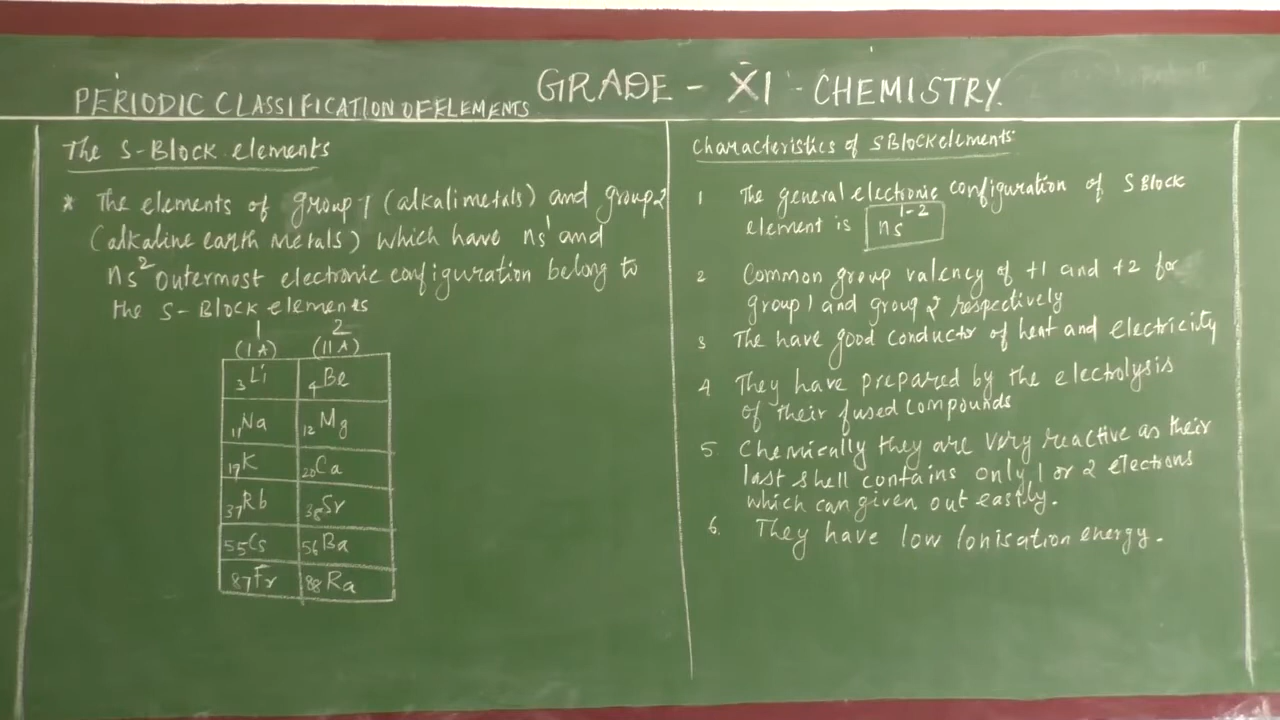 PERIODIC CLASSIFICATION OF ELEMENTS
GRADE - XI - CHEMISTRY.
The S-Block elements
* The elements of group 1 (alkalimetals) and group 2
(alkaline earth Metals) which have ns¹ and
ns² outermost electronic configuration belong to
the S-Block elements
1 2
(IA) (IIA)
₃Li ₄Be
₁₁Na ₁₂Mg
₁₉K ₂₀Ca
₃₇Rb ₃₈Sr
₅₅Cs ₅₆Ba
₈₇Fr ₈₈Ra
Characteristics of S Block elements
1 The general electronic configuration of S Block
element is ns¹⁻²
2 Common group valency of +1 and +2 for
group 1 and group 2 respectively
3 The have good conductor of heat and electricity
4 They have prepared by the electrolysis
of their fused compounds
5. Chemically they are very reactive as their
last shell contains only 1 or 2 elections
which can given out eastly.
6. They have low Ionisation energy.